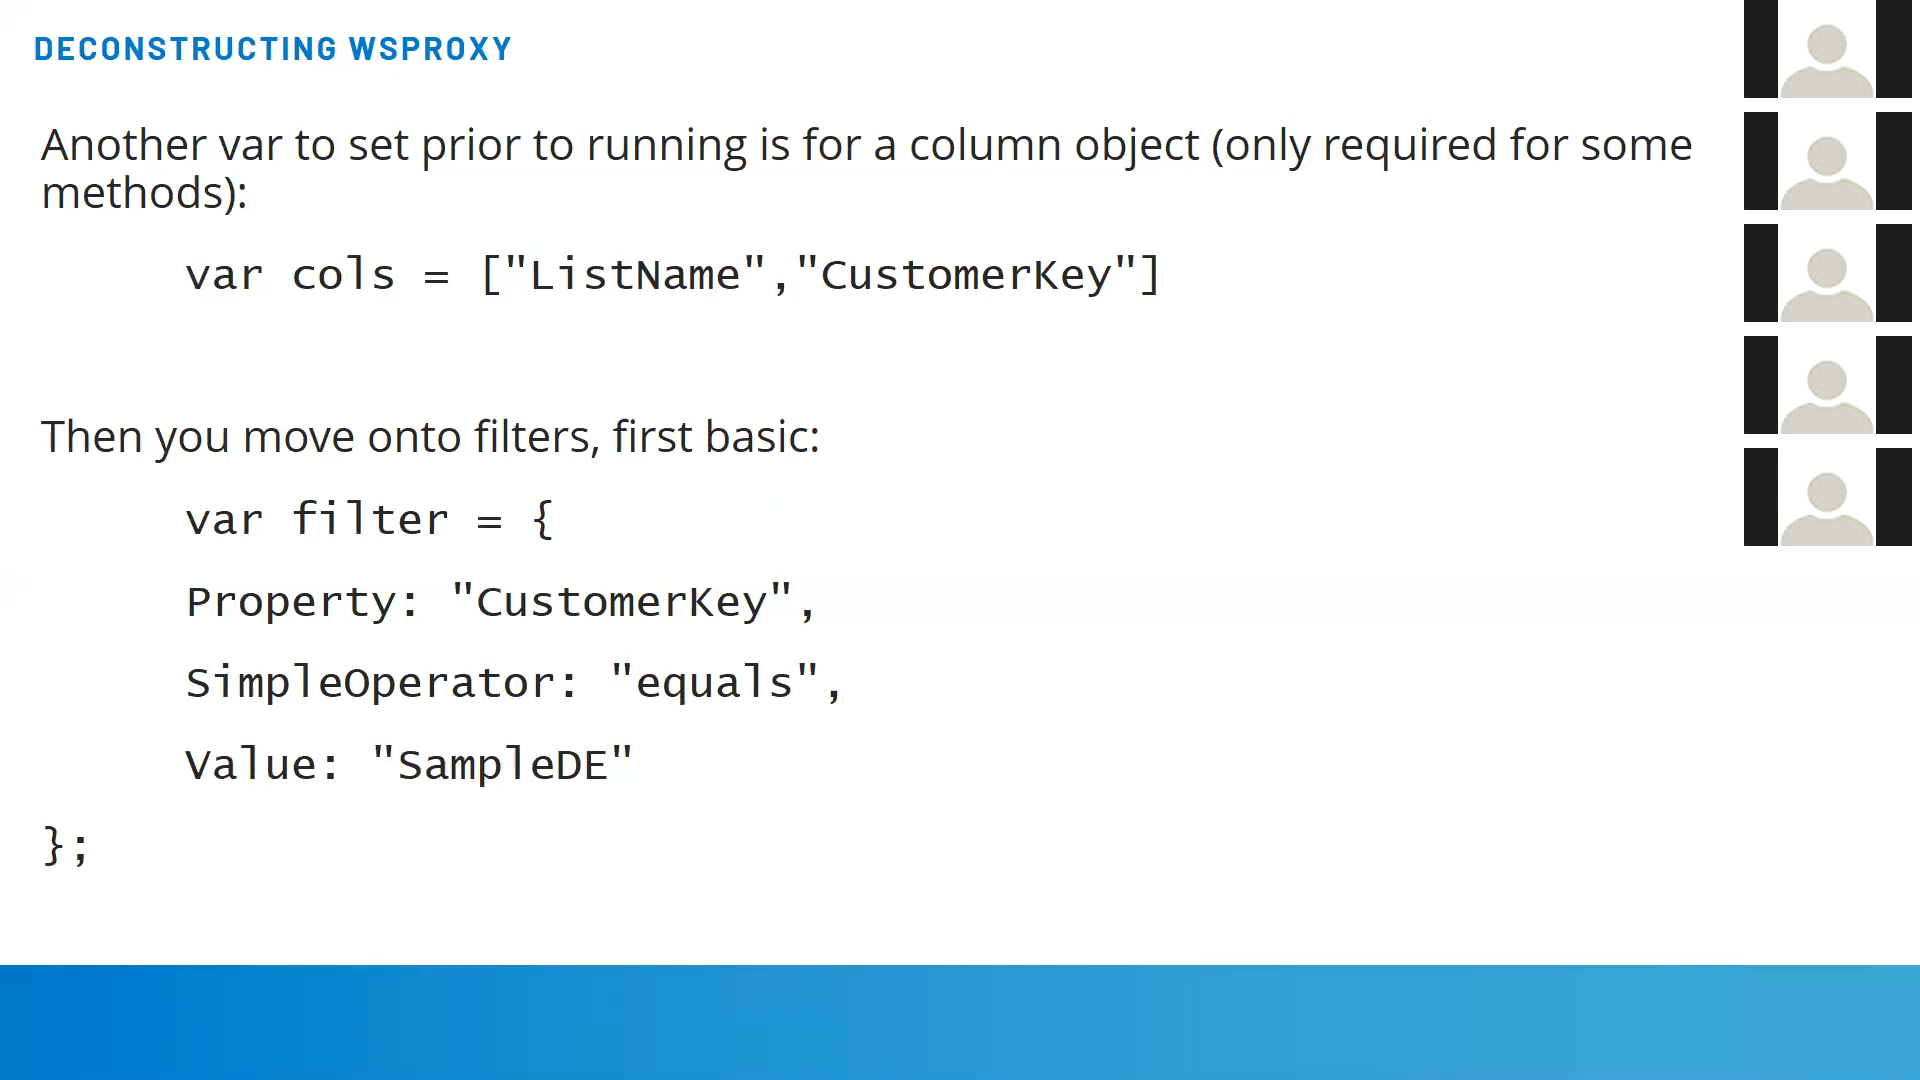 DECONSTRUCTING WSPROXY
Another var to set prior to running is for a column object (only required for some
methods):
var cols = ["ListName","CustomerKey"]
Then you move onto filters, first basic:
var filter = {
Property: "CustomerKey",
SimpleOperator: "equals",
Value: "SampleDE"
};